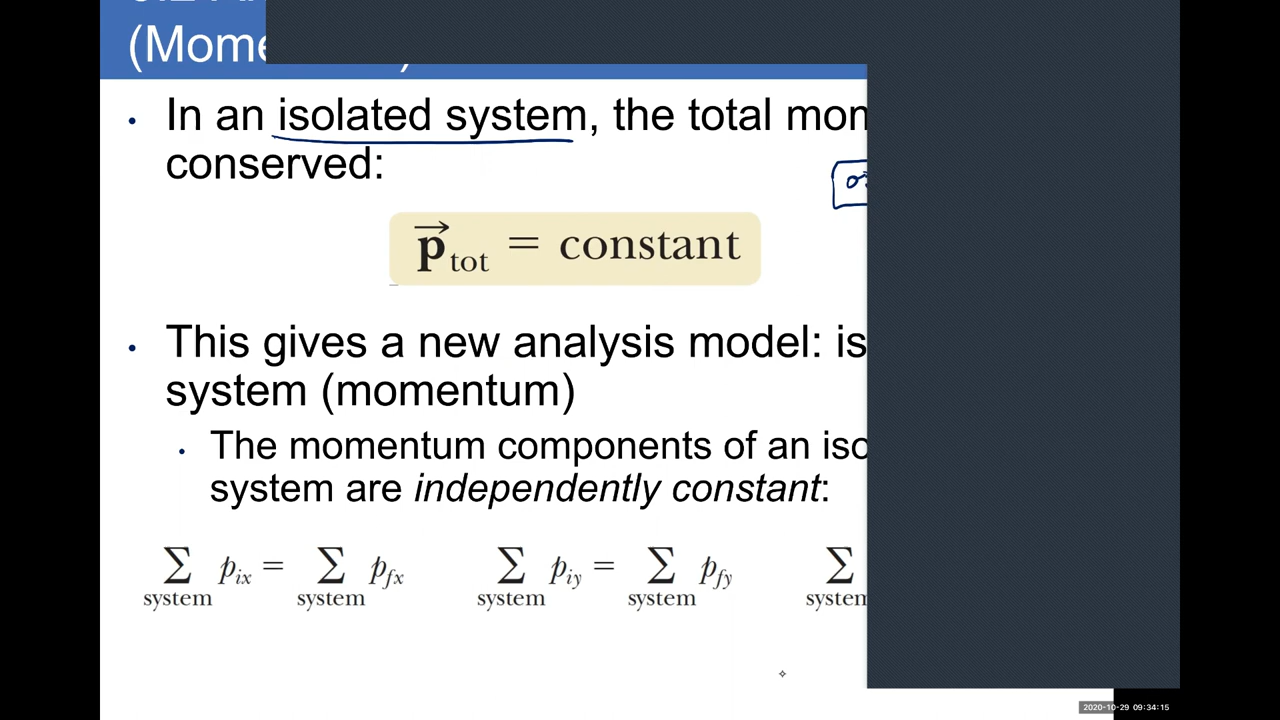 (Mome
• In an isolated system, the total mon
conserved:
p⃗tot = constant
• This gives a new analysis model: is
system (momentum)
• The momentum components of an iso
system are independently constant:
∑ pix = ∑ pfx ∑ piy = ∑ pfy ∑
system system system system system
2020-10-29 09:34:15